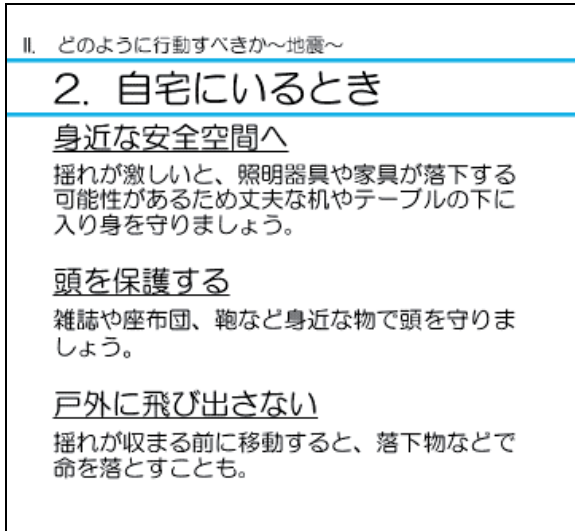 Ⅱ. どのように行動すべきか～地震～
2. 自宅にいるとき
身近な安全空間へ
揺れが激しいと、照明器具や家具が落下する
可能性があるため丈夫な机やテーブルの下に
入り身を守りましょう。
頭を保護する
雑誌や座布団、鞄など身近な物で頭を守りま
しょう。
戸外に飛び出さない
揺れが収まる前に移動すると、落下物などで
命を落とすことも。